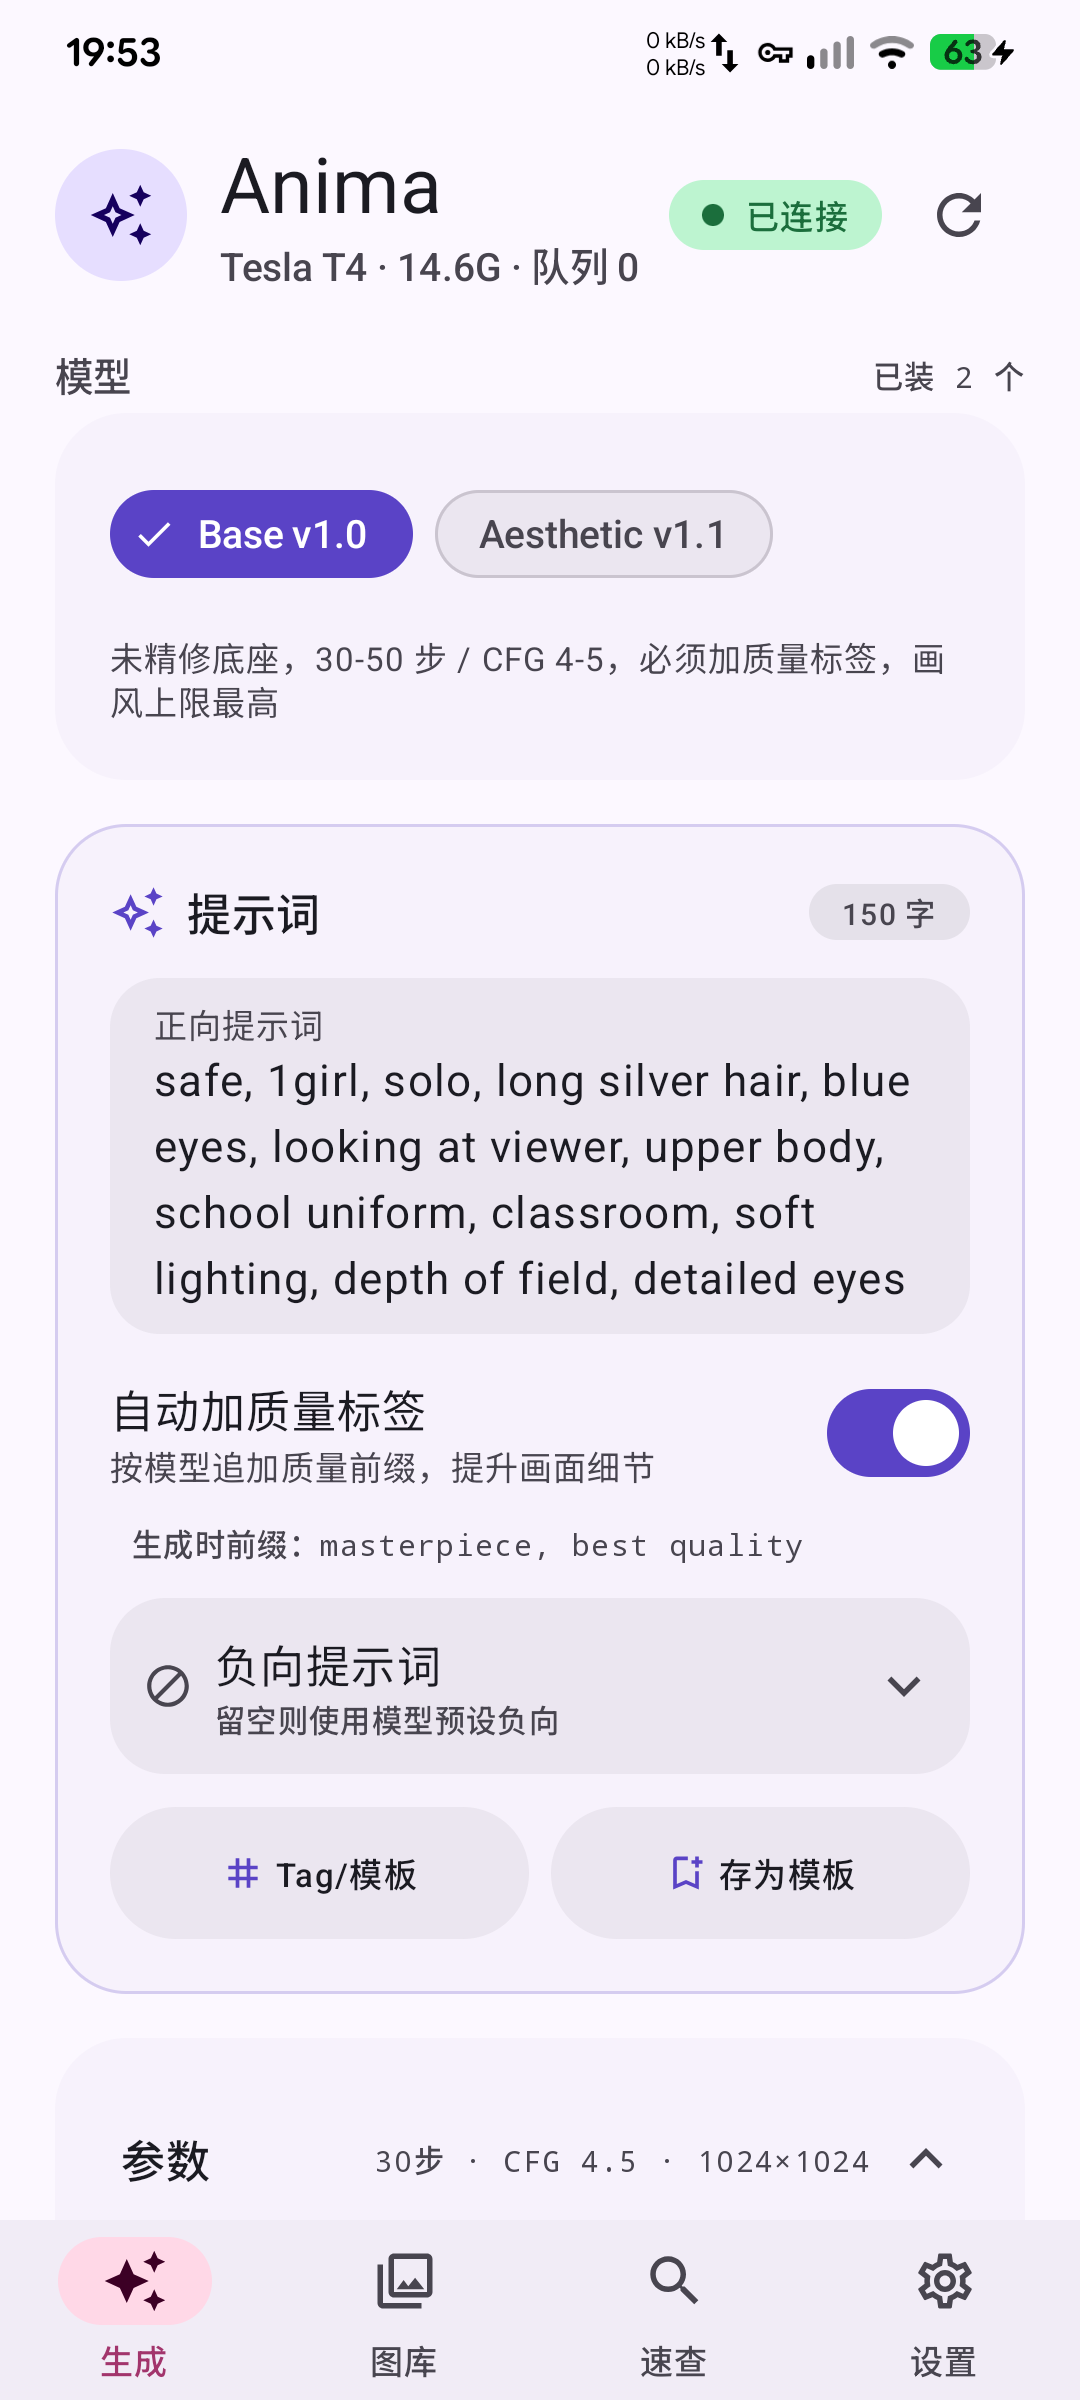 19:53
0 kB/s
0 kB/s
63
Anima
Tesla T4 · 14.6G · 队列 0
已连接
模型
已装 2 个
Base v1.0
Aesthetic v1.1
未精修底座，30-50 步 / CFG 4-5，必须加质量标签，画
风上限最高
提示词
150 字
正向提示词
safe, 1girl, solo, long silver hair, blue
eyes, looking at viewer, upper body,
school uniform, classroom, soft
lighting, depth of field, detailed eyes
自动加质量标签
按模型追加质量前缀，提升画面细节
生成时前缀：masterpiece, best quality
负向提示词
留空则使用模型预设负向
Tag/模板
存为模板
参数
30步 · CFG 4.5 · 1024×1024
生成
图库
速查
设置